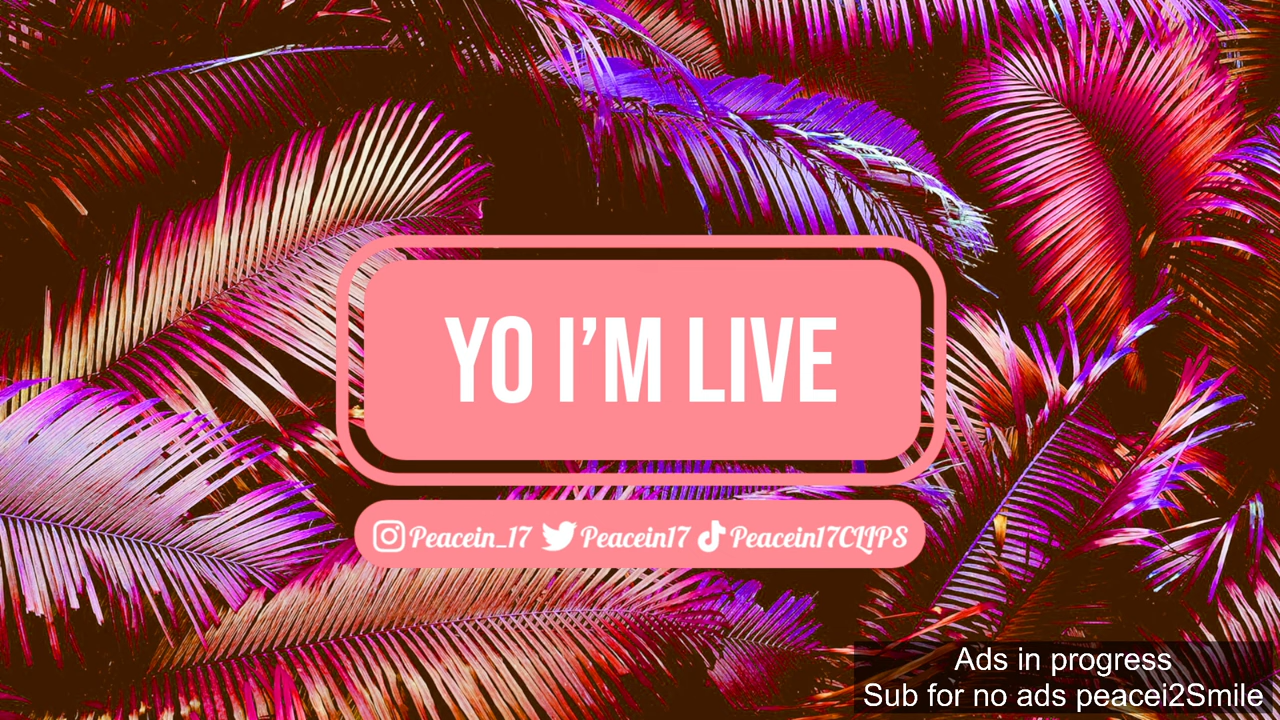 YO I’M LIVE
Peacein_17 Peacein17 Peacein17CLIPS
Ads in progress
Sub for no ads peacei2Smile